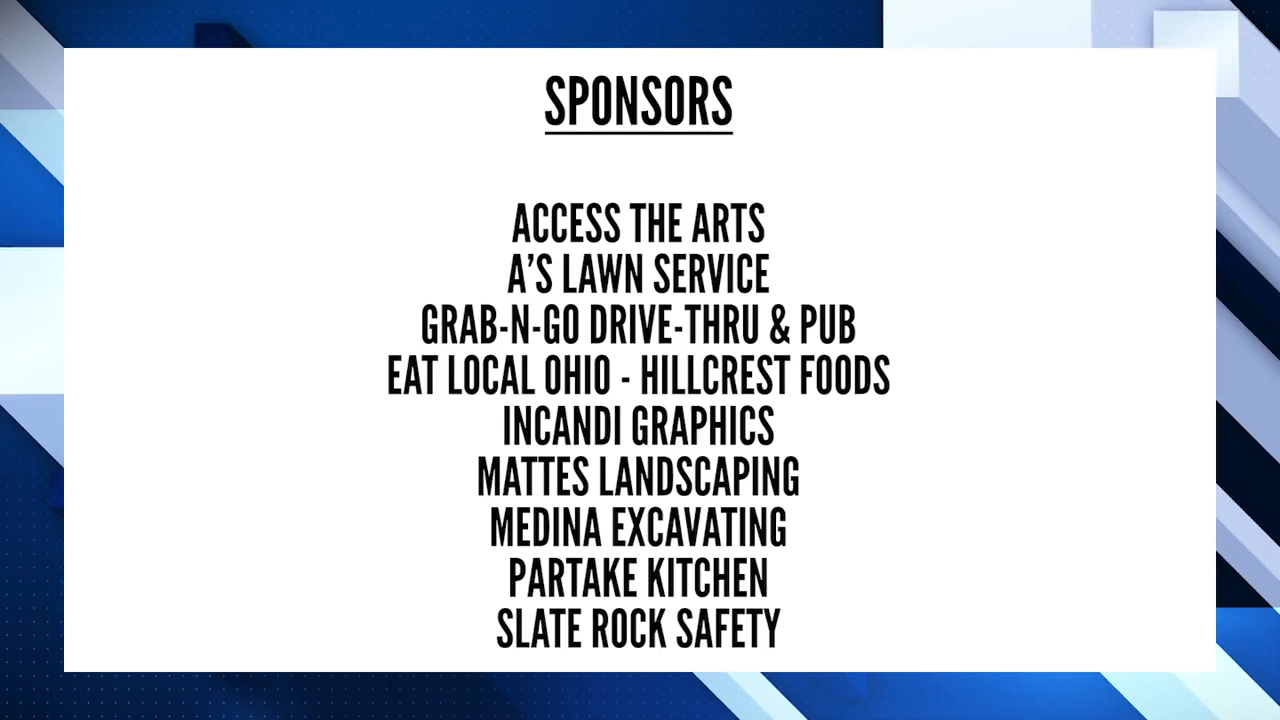 SPONSORS
ACCESS THE ARTS
A’S LAWN SERVICE
GRAB-N-GO DRIVE-THRU & PUB
EAT LOCAL OHIO - HILLCREST FOODS
INCANDI GRAPHICS
MATTES LANDSCAPING
MEDINA EXCAVATING
PARTAKE KITCHEN
SLATE ROCK SAFETY